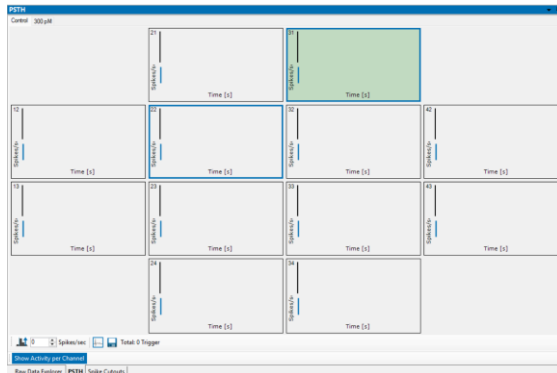 PSTH
Control 300 pM
21 Spikes/s Time [s]
31 Spikes/s Time [s]
12 Spikes/s Time [s]
22 Spikes/s Time [s]
32 Spikes/s Time [s]
42 Spikes/s Time [s]
13 Spikes/s Time [s]
23 Spikes/s Time [s]
33 Spikes/s Time [s]
43 Spikes/s Time [s]
24 Spikes/s Time [s]
34 Spikes/s Time [s]
0 Spikes/sec Total: 0 Trigger
Show Activity per Channel
Raw Data Explorer PSTH Spike Cutouts